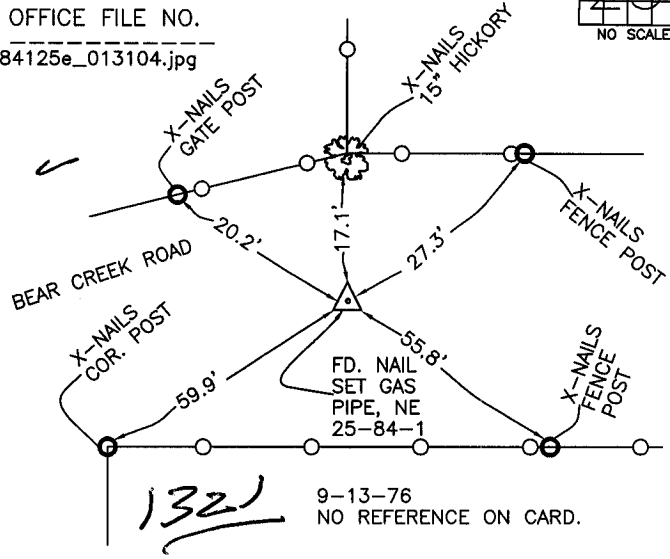 OFFICE FILE NO.
84125e_013104.jpg
NO SCALE
X-NAILS
GATE POST
X-NAILS
15" HICKORY
X-NAILS
FENCE POST
20.2'
17.1'
27.3'
BEAR CREEK ROAD
X-NAILS
COR. POST
59.9'
55.8'
X-NAILS
FENCE
POST
FD. NAIL
SET GAS
PIPE, NE
25-84-1
1321
9-13-76
NO REFERENCE ON CARD.